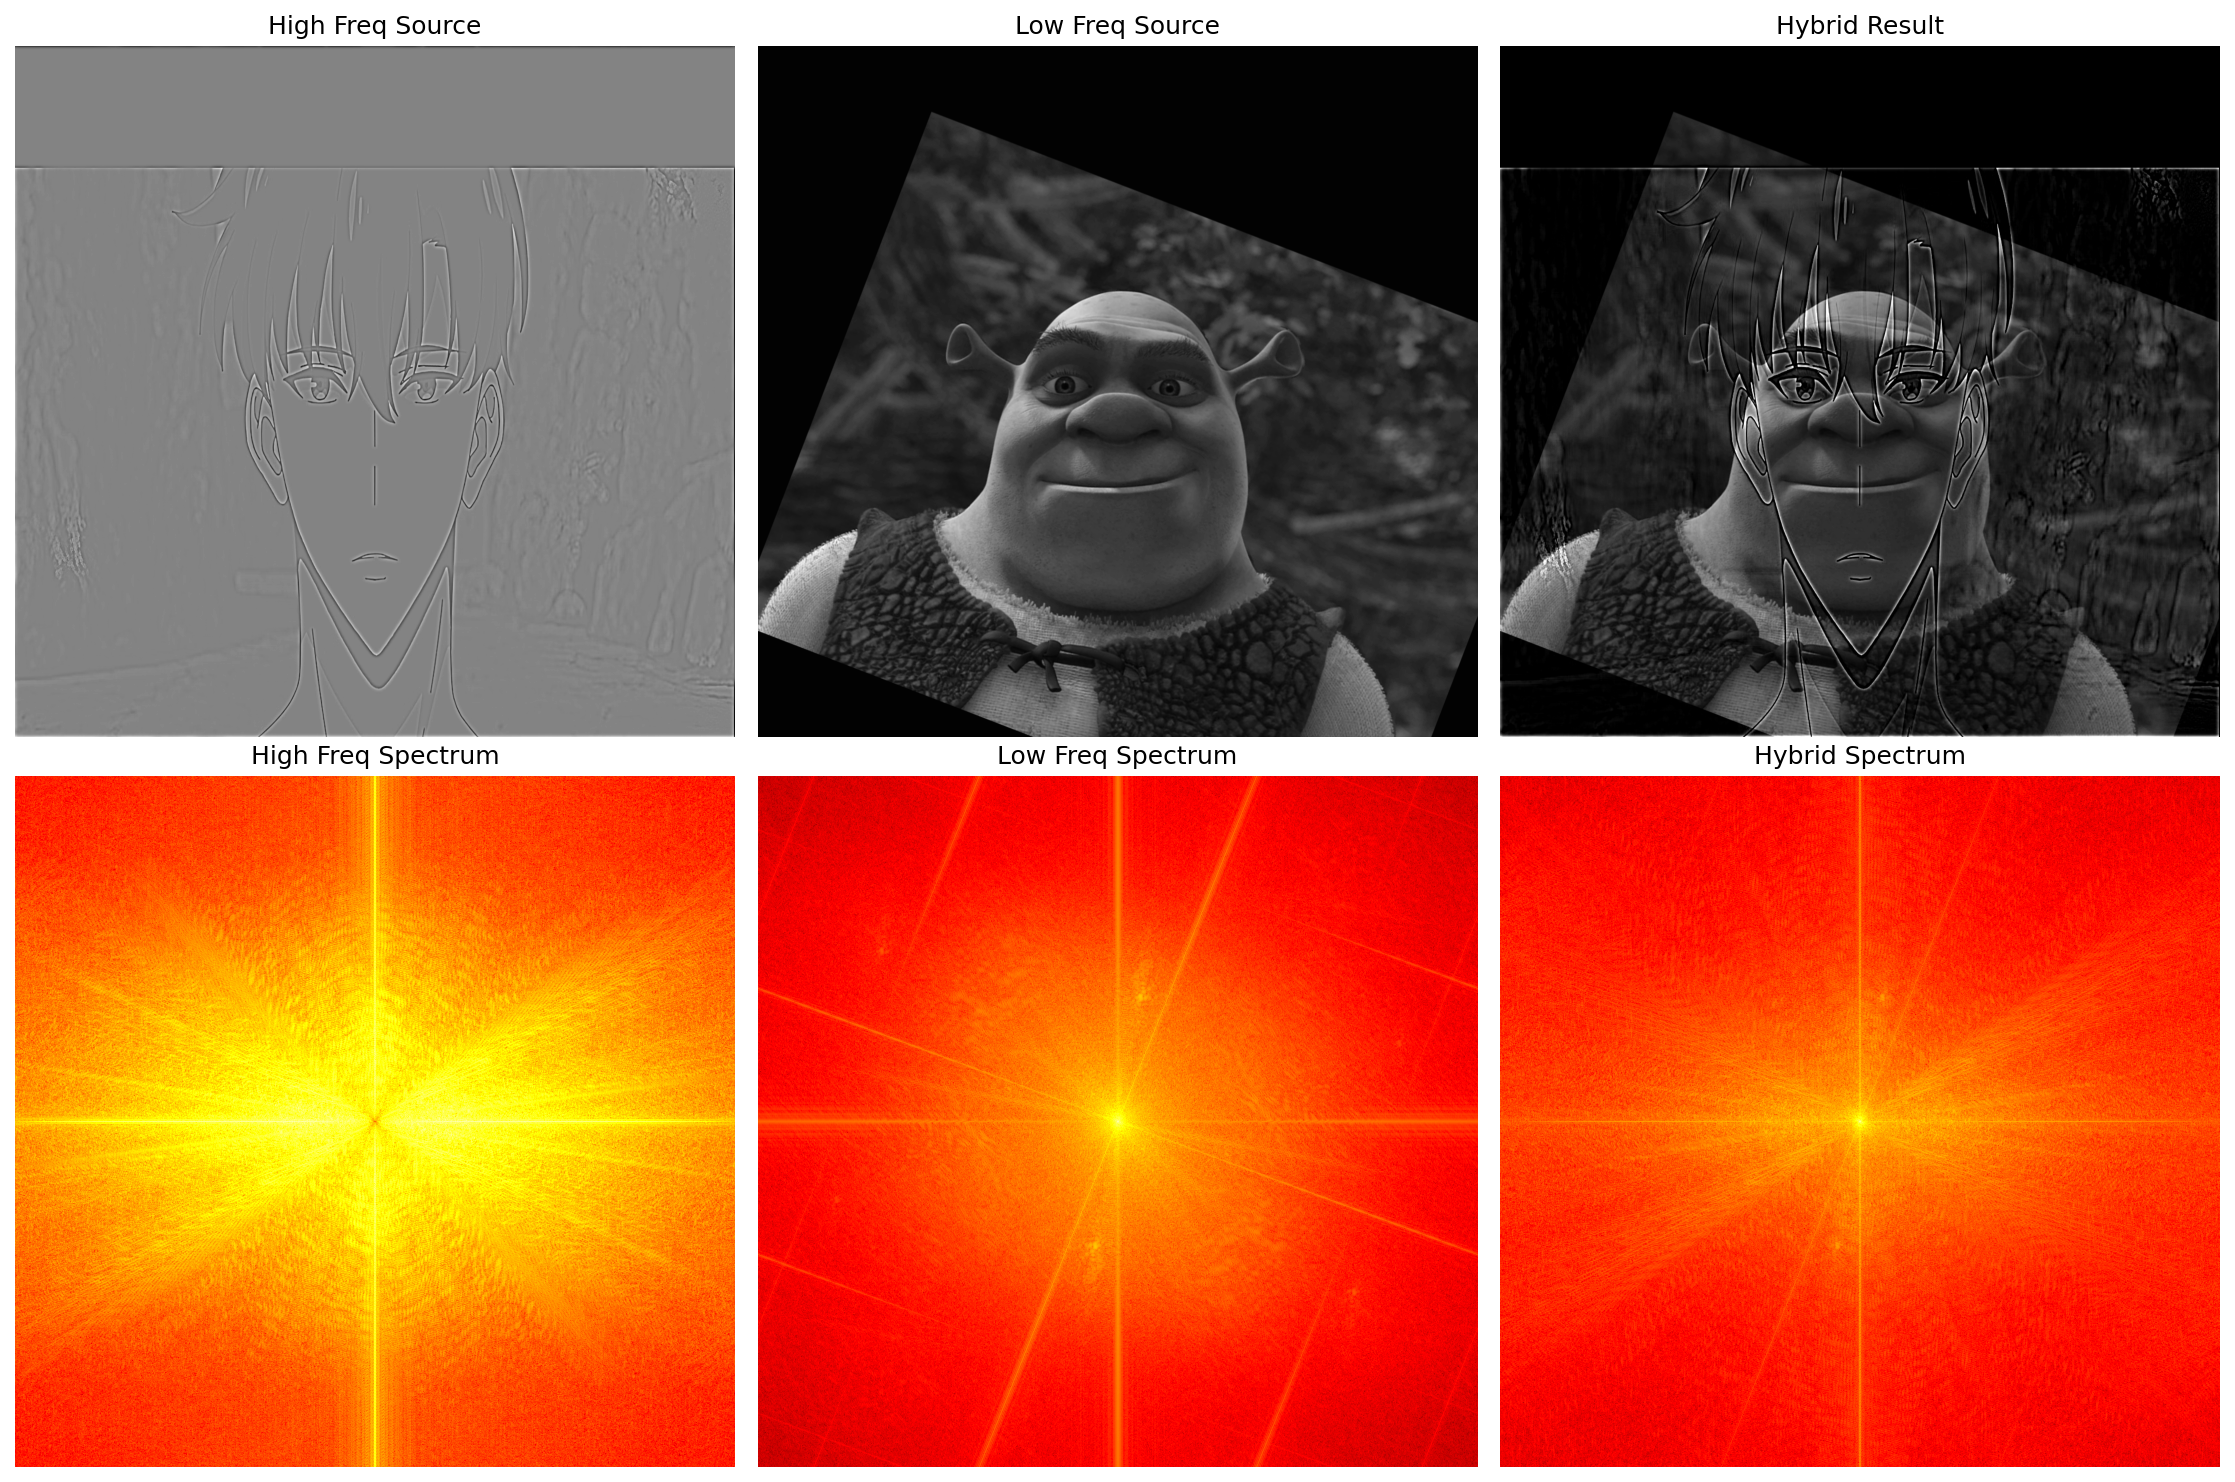 High Freq Source
Low Freq Source
Hybrid Result
High Freq Spectrum
Low Freq Spectrum
Hybrid Spectrum